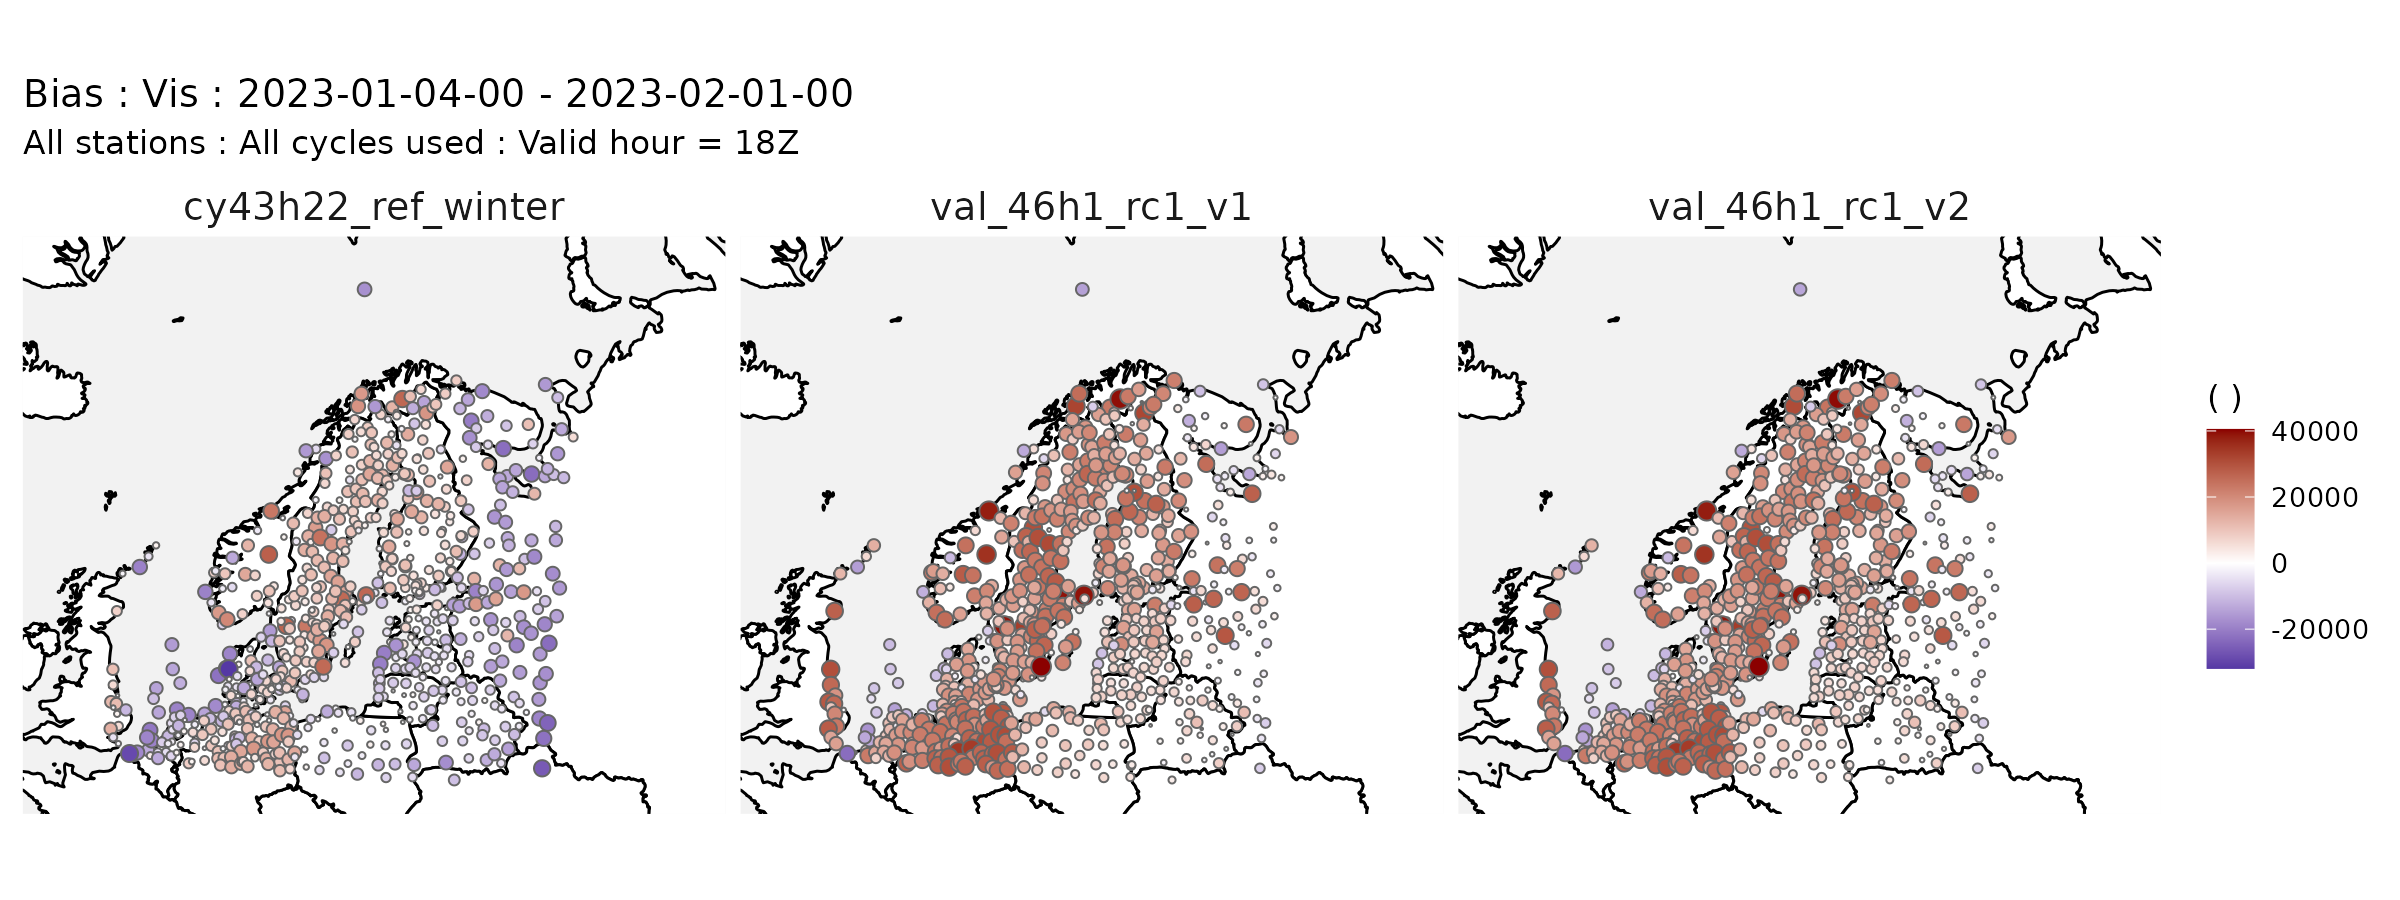 Bias : Vis : 2023-01-04-00 - 2023-02-01-00
All stations : All cycles used : Valid hour = 18Z
cy43h22_ref_winter
val_46h1_rc1_v1
val_46h1_rc1_v2
( )
40000
20000
0
-20000